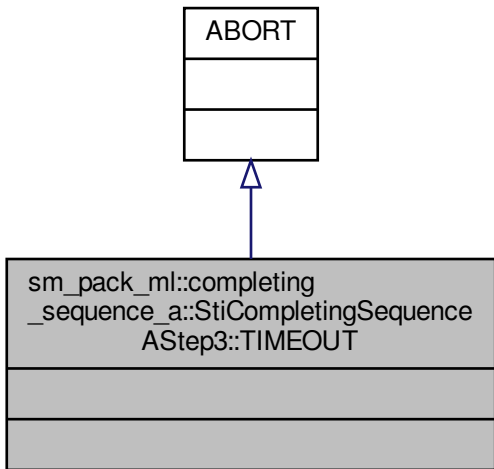 ABORT
sm_pack_ml::completing
_sequence_a::StiCompletingSequence
AStep3::TIMEOUT